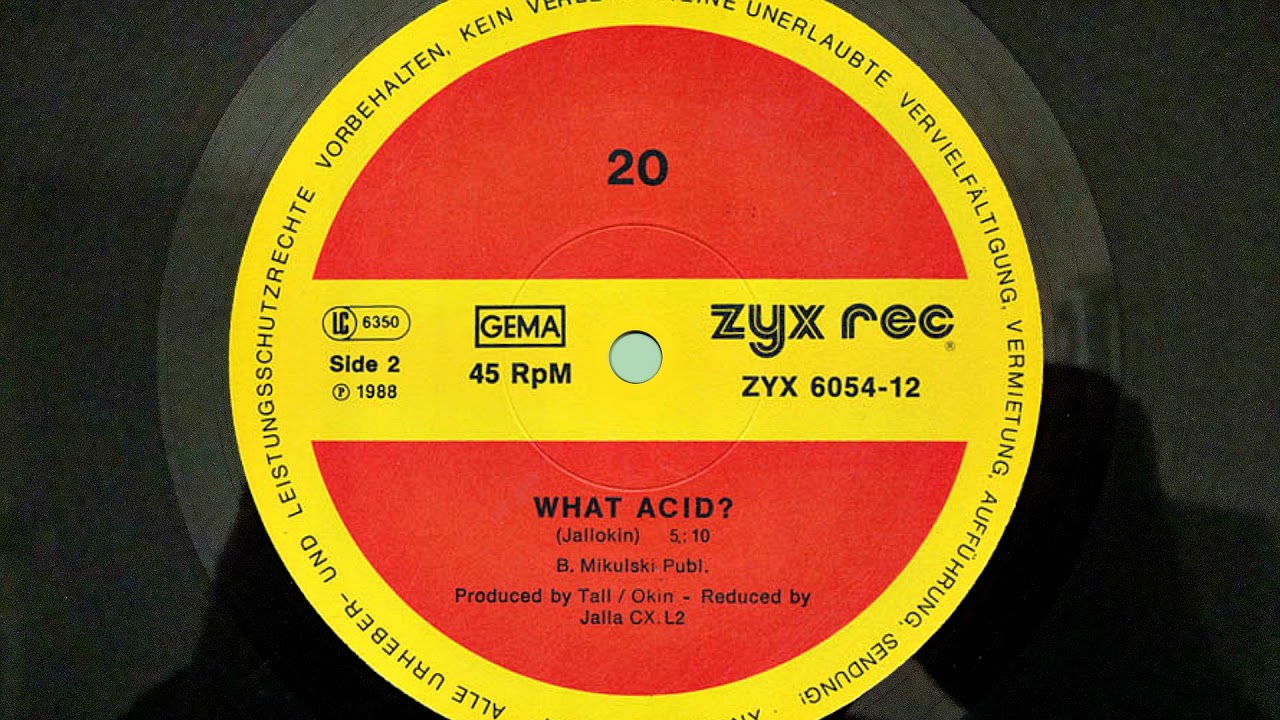 ALLE URHEBER- UND LEISTUNGSSCHUTZRECHTE VORBEHALTEN, KEIN UNERLAUBTE VERVIELFÄLTIGUNG, VERMIETUNG, AUFFÜHRUNG, SENDUNG!
20
LC 6350
GEMA
zyx rec ®
Side 2
45 RpM
ZYX 6054-12
Ⓟ 1988
WHAT ACID?
(Jallokin) 5:10
B. Mikulski Publ.
Produced by Tall / Okin - Reduced by
Jalla CX.L2